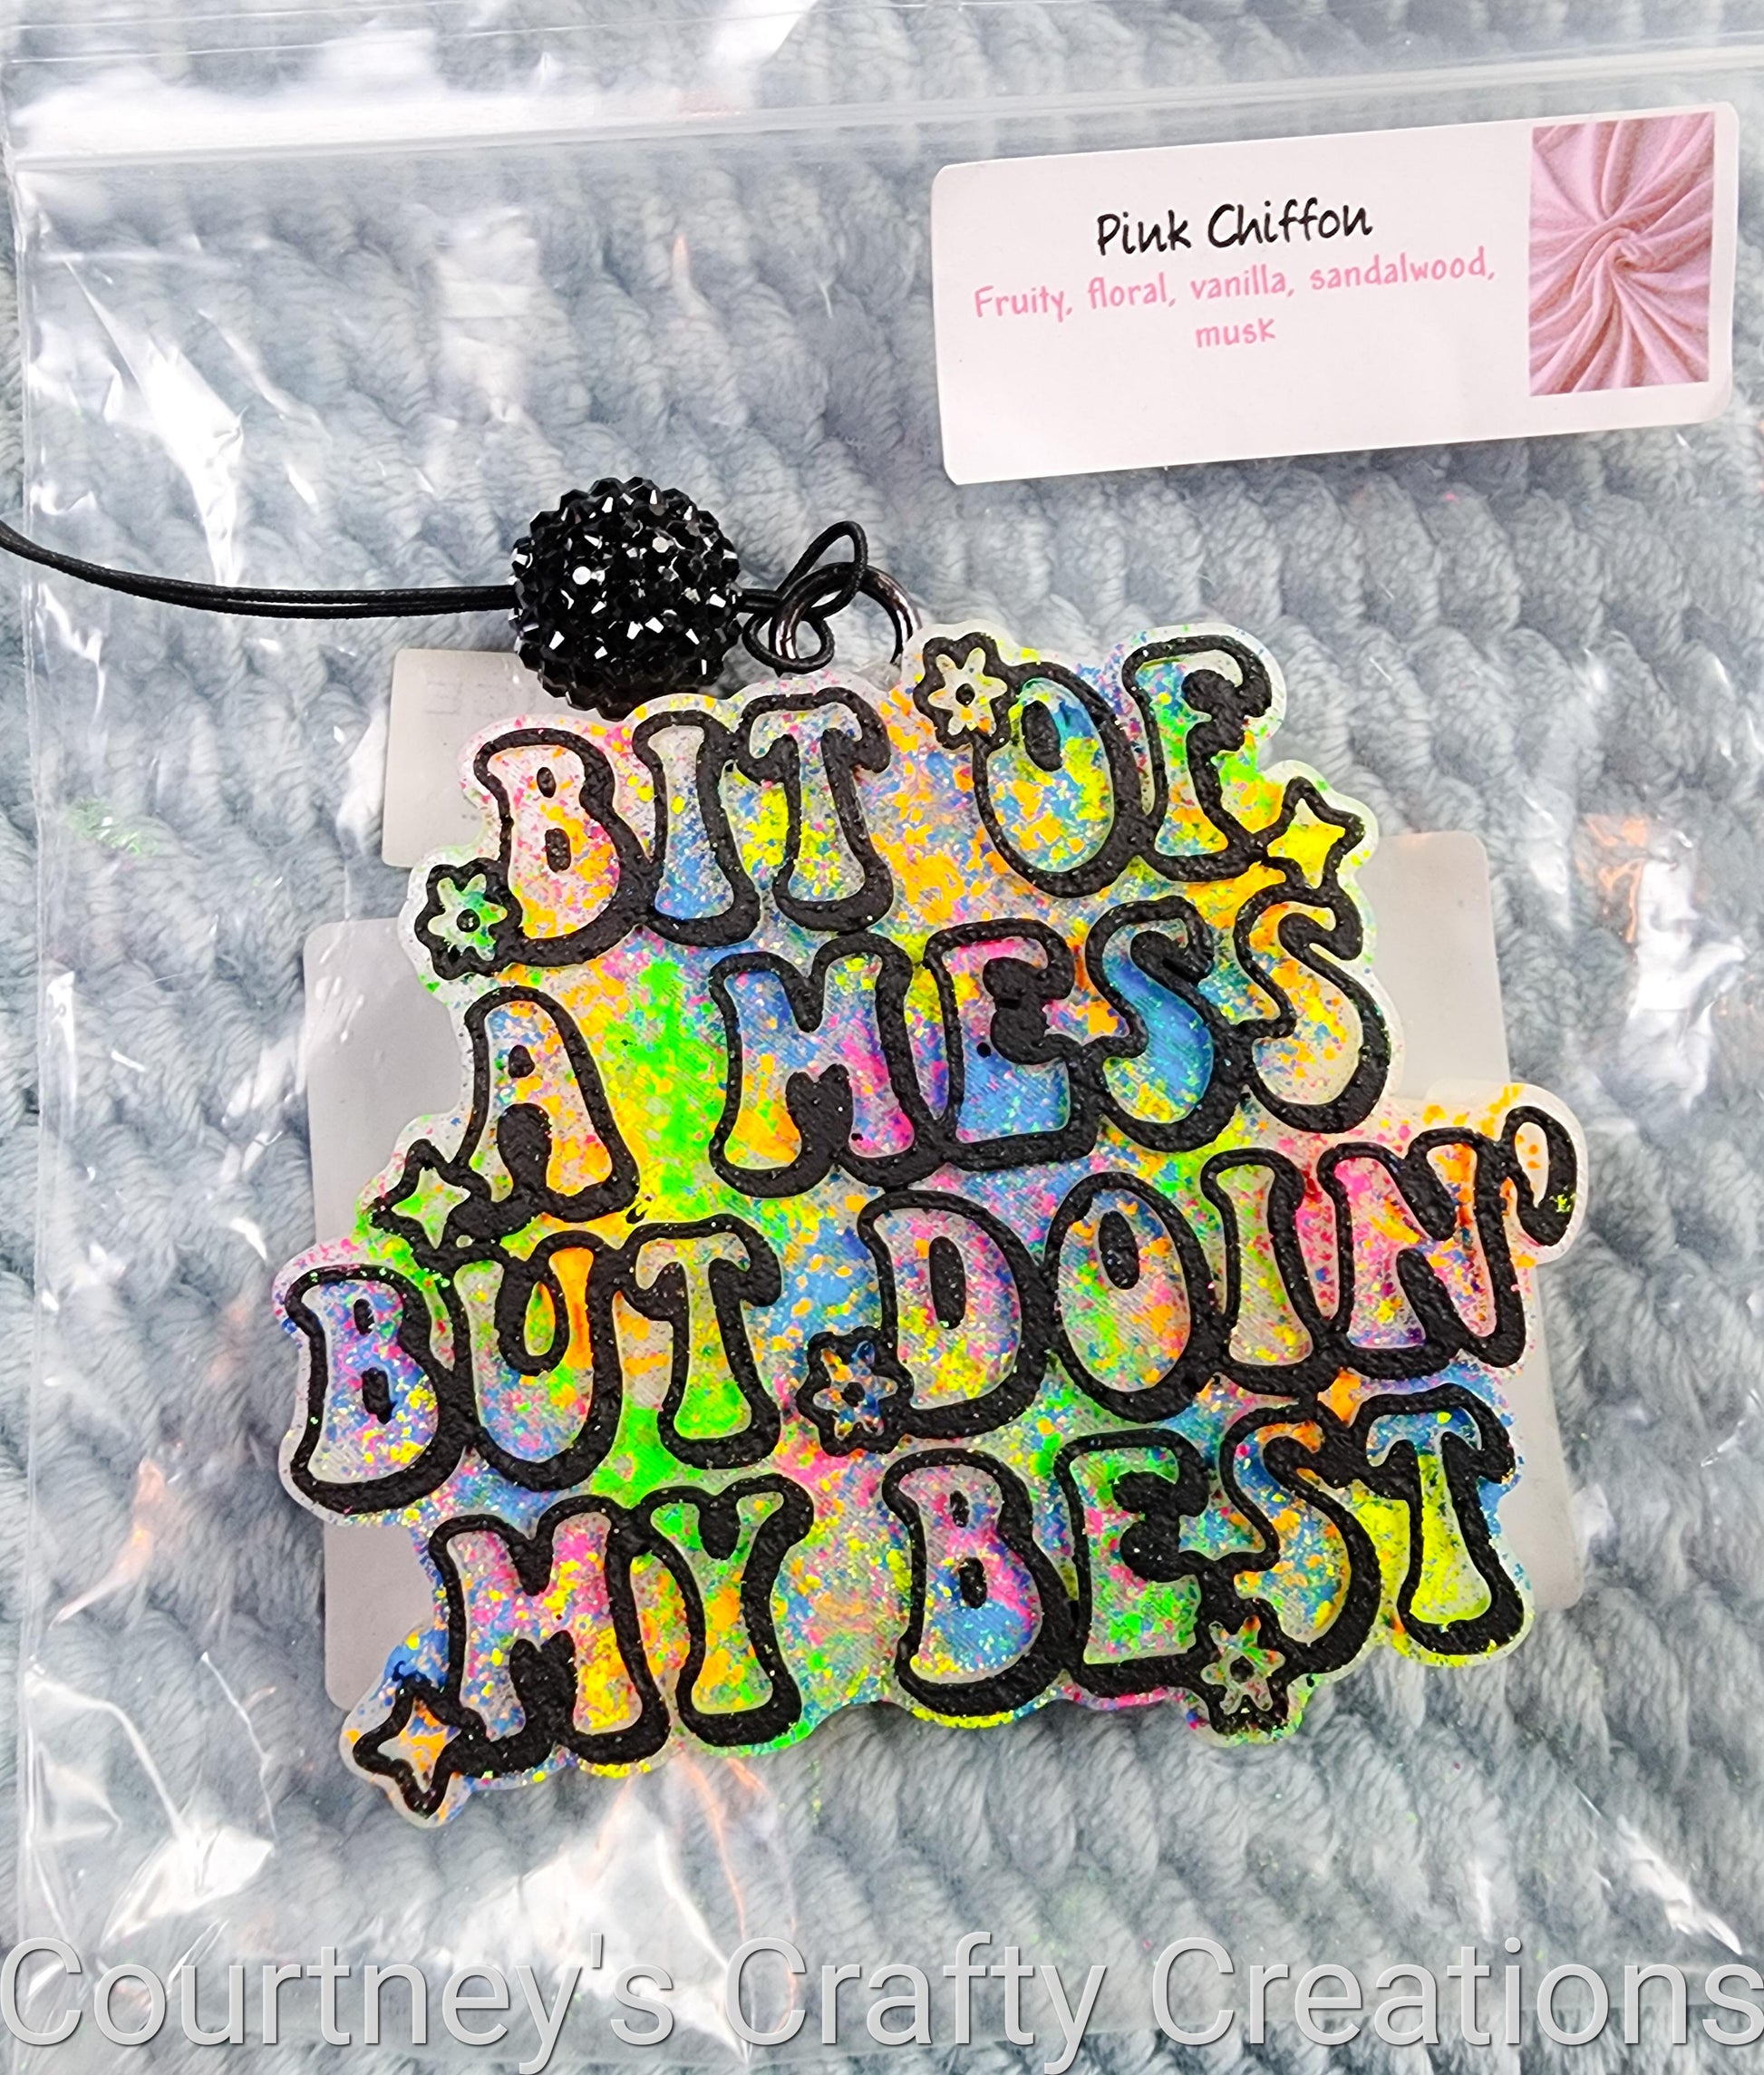 Pink Chiffon
Fruity, floral, vanilla, sandalwood,
musk
BIT OF
A MESS
BUT DOIN'
MY BEST
Courtney's Crafty Creations